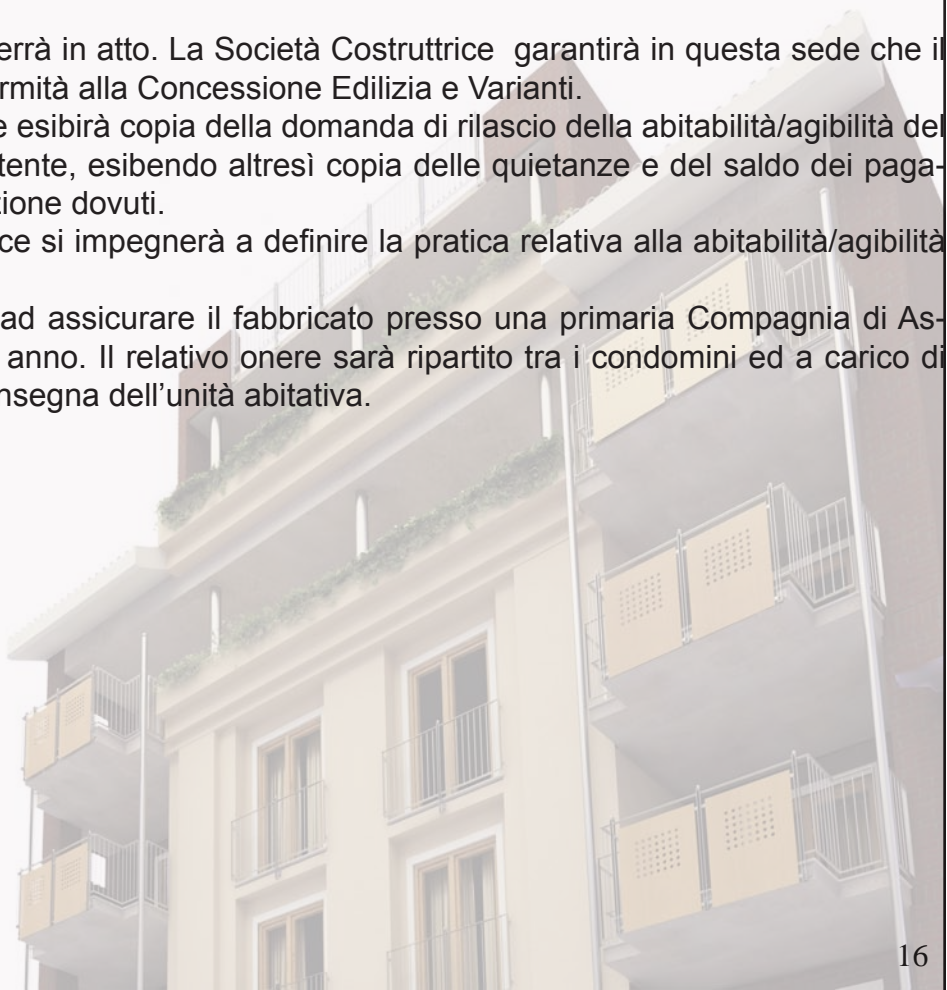 errà in atto. La Società Costruttrice garantirà in questa sede che il
rmità alla Concessione Edilizia e Varianti.
e esibirà copia della domanda di rilascio della abitabilità/agibilità del
tente, esibendo altresì copia delle quietanze e del saldo dei paga-
zione dovuti.
ce si impegnerà a definire la pratica relativa alla abitabilità/agibilità
ad assicurare il fabbricato presso una primaria Compagnia di As-
anno. Il relativo onere sarà ripartito tra i condomini ed a carico di
nsegna dell'unità abitativa.
16